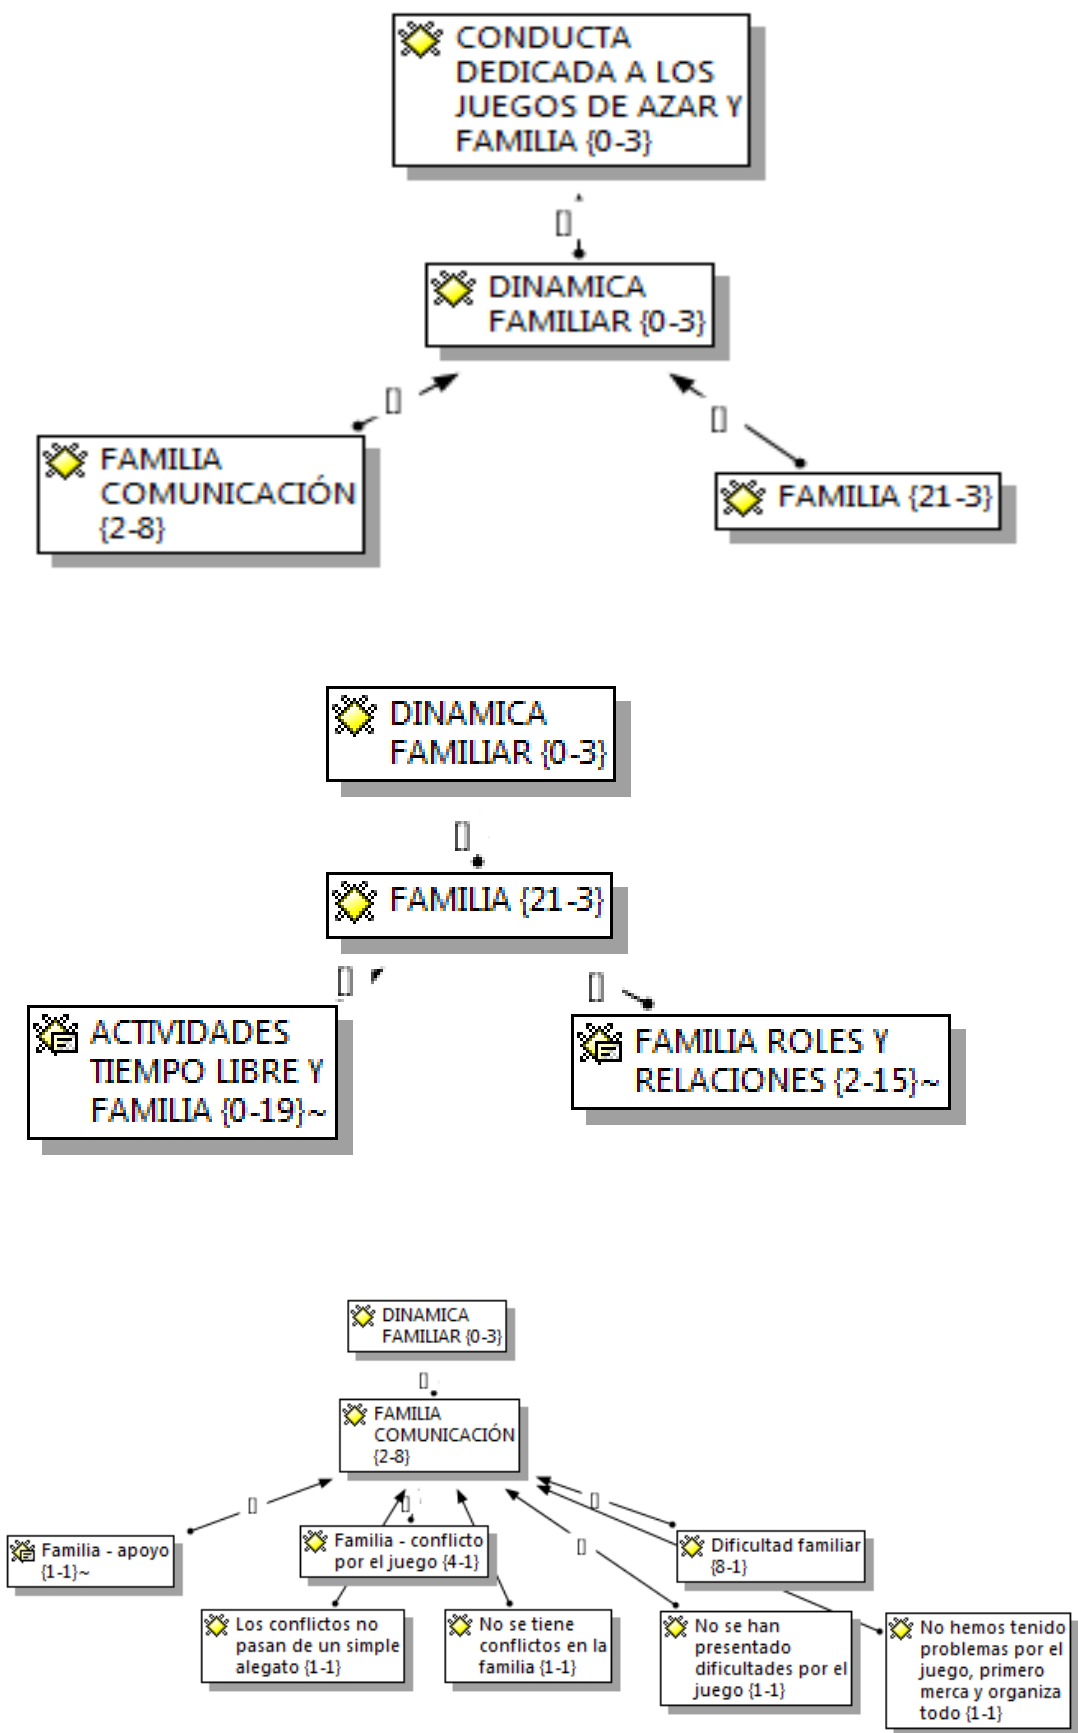 CONDUCTA
DEDICADA A LOS
JUEGOS DE AZAR Y
FAMILIA {0-3}
[]
DINAMICA
FAMILIAR {0-3}
[]
[]
FAMILIA
COMUNICACIÓN
{2-8}
FAMILIA {21-3}
DINAMICA
FAMILIAR {0-3}
[]
FAMILIA {21-3}
[]
[]
ACTIVIDADES
TIEMPO LIBRE Y
FAMILIA {0-19}~
FAMILIA ROLES Y
RELACIONES {2-15}~
DINAMICA
FAMILIAR {0-3}
[]
FAMILIA
COMUNICACIÓN
{2-8}
[]
[]
[]
[]
Familia - apoyo
{1-1}~
Familia - conflicto
por el juego {4-1}
Dificultad familiar
{8-1}
Los conflictos no
pasan de un simple
alegato {1-1}
No se tiene
conflictos en la
familia {1-1}
No se han
presentado
dificultades por el
juego {1-1}
No hemos tenido
problemas por el
juego, primero
merca y organiza
todo {1-1}